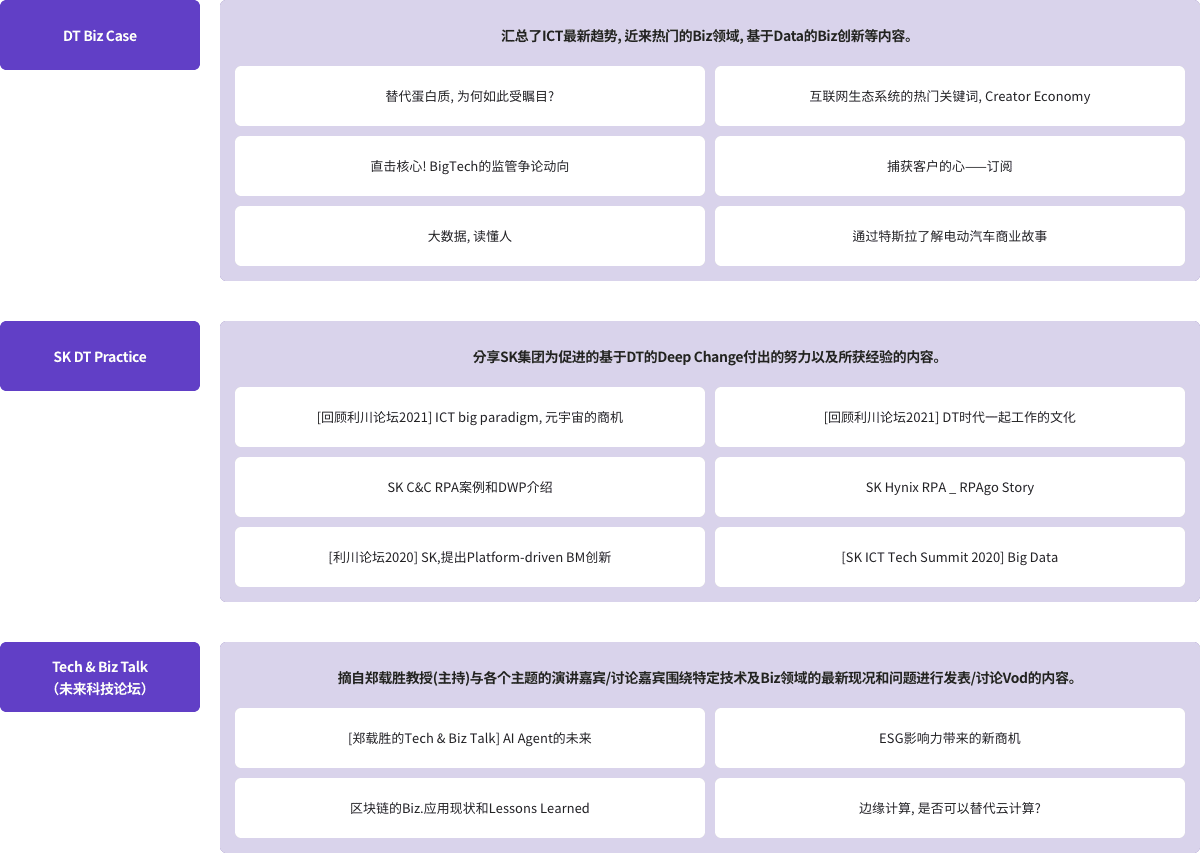 DT Biz Case
汇总了ICT最新趋势, 近来热门的Biz领域, 基于Data的Biz创新等内容。
替代蛋白质, 为何如此受瞩目?
互联网生态系统的热门关键词, Creator Economy
直击核心! BigTech的监管争论动向
捕获客户的心——订阅
大数据, 读懂人
通过特斯拉了解电动汽车商业故事
SK DT Practice
分享SK集团为促进的基于DT的Deep Change付出的努力以及所获经验的内容。
[回顾利川论坛2021] ICT big paradigm, 元宇宙的商机
[回顾利川论坛2021] DT时代一起工作的文化
SK C&C RPA案例和DWP介绍
SK Hynix RPA _ RPAgo Story
[利川论坛2020] SK,提出Platform-driven BM创新
[SK ICT Tech Summit 2020] Big Data
Tech & Biz Talk
（未来科技论坛）
摘自郑载胜教授(主持)与各个主题的演讲嘉宾/讨论嘉宾围绕特定技术及Biz领域的最新现况和问题进行发表/讨论Vod的内容。
[郑载胜的Tech & Biz Talk] AI Agent的未来
ESG影响力带来的新商机
区块链的Biz.应用现状和Lessons Learned
边缘计算, 是否可以替代云计算?